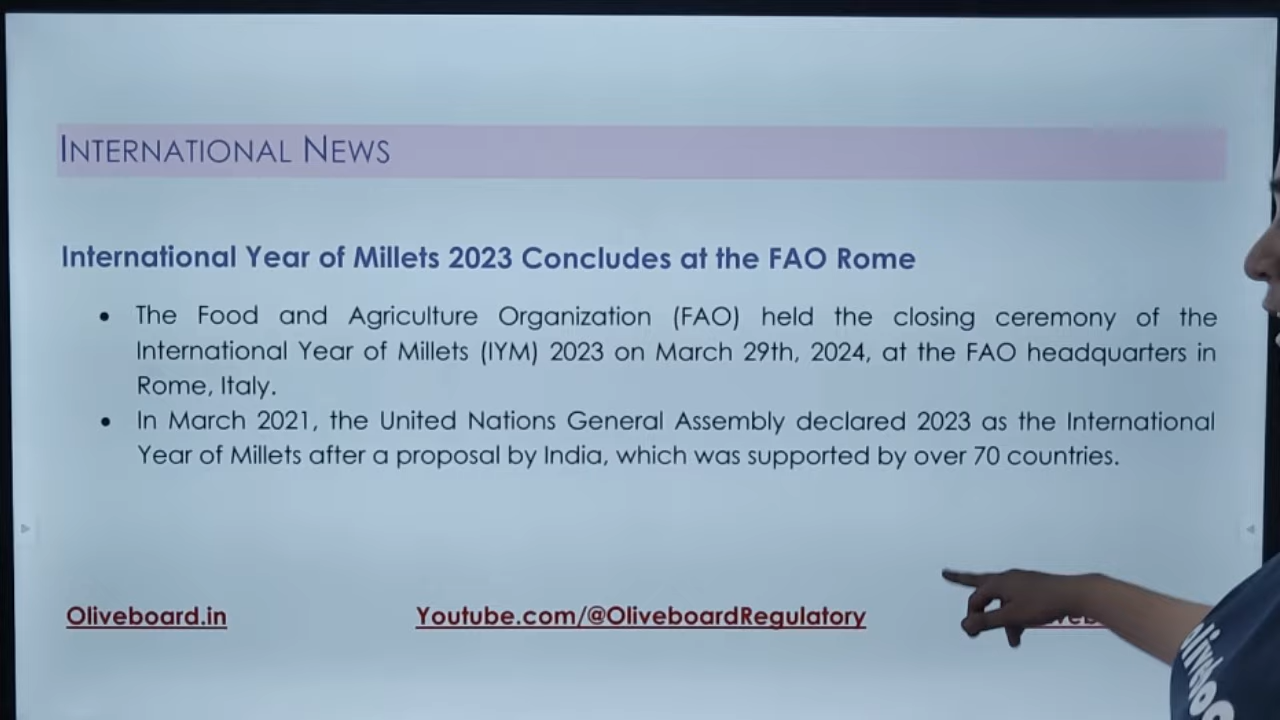 INTERNATIONAL NEWS
International Year of Millets 2023 Concludes at the FAO Rome
• The Food and Agriculture Organization (FAO) held the closing ceremony of the
International Year of Millets (IYM) 2023 on March 29th, 2024, at the FAO headquarters in
Rome, Italy.
• In March 2021, the United Nations General Assembly declared 2023 as the International
Year of Millets after a proposal by India, which was supported by over 70 countries.
Oliveboard.in
Youtube.com/@OliveboardRegulatory